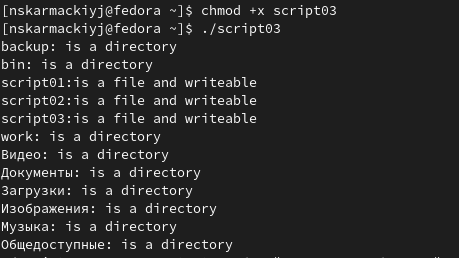 [nskarmackiyj@fedora ~]$ chmod +x script03
[nskarmackiyj@fedora ~]$ ./script03
backup: is a directory
bin: is a directory
script01:is a file and writeable
script02:is a file and writeable
script03:is a file and writeable
work: is a directory
Видео: is a directory
Документы: is a directory
Загрузки: is a directory
Изображения: is a directory
Музыка: is a directory
Общедоступные: is a directory